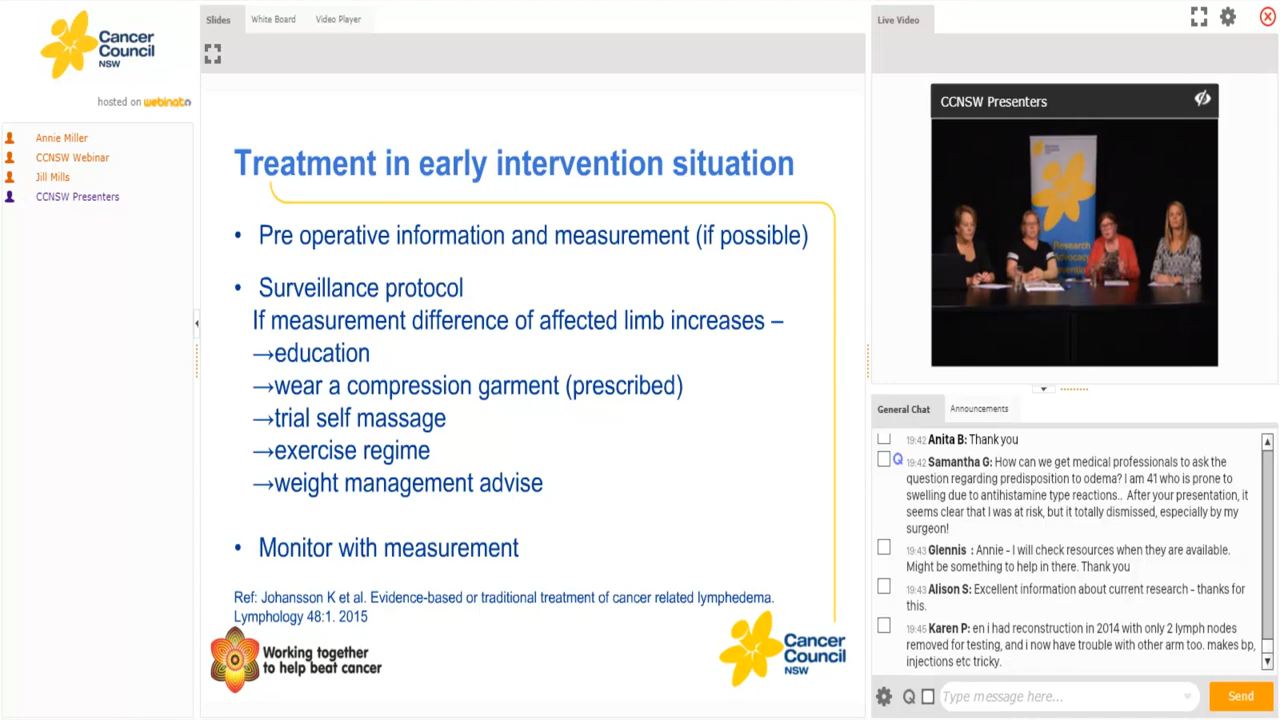 Cancer
Council
NSW
hosted on webinato
Annie Miller
CCNSW Webinar
Jill Mills
CCNSW Presenters
Slides
White Board
Video Player
Treatment in early intervention situation
• Pre operative information and measurement (if possible)
• Surveillance protocol
If measurement difference of affected limb increases –
→education
→wear a compression garment (prescribed)
→trial self massage
→exercise regime
→weight management advise
• Monitor with measurement
Ref: Johansson K et al. Evidence-based or traditional treatment of cancer related lymphedema.
Lymphology 48:1. 2015
Working together
to help beat cancer
Cancer
Council
NSW
Live Video
CCNSW Presenters
Research
Advocacy
General Chat
Announcements
19:42 Anita B: Thank you
Q 19:42 Samantha G: How can we get medical professionals to ask the
question regarding predisposition to odema? I am 41 who is prone to
swelling due to antihistamine type reactions.. After your presentation, it
seems clear that I was at risk, but it totally dismissed, especially by my
surgeon!
19:43 Glennis : Annie - I will check resources when they are available.
Might be something to help in there. Thank you
19:43 Alison S: Excellent information about current research - thanks for
this.
19:45 Karen P: en i had reconstruction in 2014 with only 2 lymph nodes
removed for testing, and i now have trouble with other arm too. makes bp,
injections etc tricky.
Q
Type message here...
Send